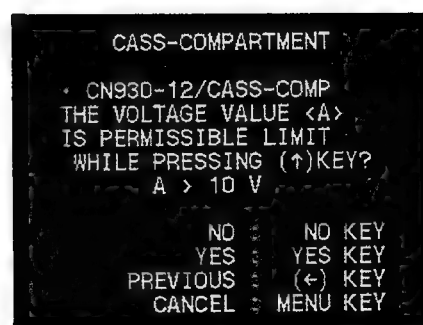 CASS-COMPARTMENT
CN930-12/CASS-COMP
THE VOLTAGE VALUE <A>
IS PERMISSIBLE LIMIT
WHILE PRESSING (↑)KEY?
A > 10 V
NO : NO KEY
YES : YES KEY
PREVIOUS : (←) KEY
CANCEL : MENU KEY